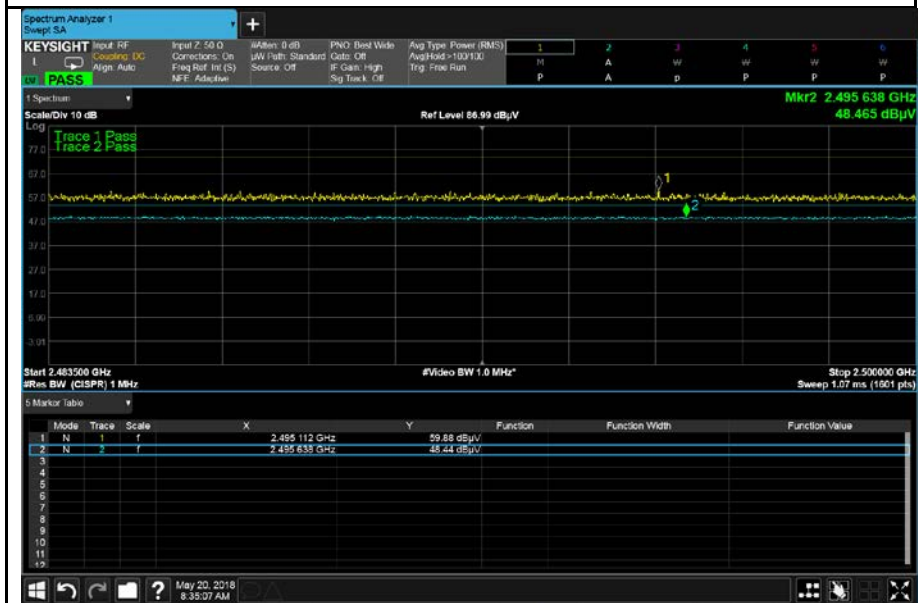 Spectrum Analyzer 1
Swept SA
+
KEYSIGHT Input: RF Input Z: 50 Ω #Atten: 0 dB PNO: Best Wide Avg Type: Power (RMS) 1 2 3 4 5 6
L Coupling: DC Corrections: On µW Path: Standard Gate: Off Avg|Hold:>100/100 M A W W W W
Align: Auto Freq Ref: Int (S) Source: Off IF Gain: High Trig: Free Run
PASS NFE: Adaptive Sig Track: Off P A p P P P
1 Spectrum Mkr2 2.495 638 GHz
Scale/Div 10 dB Ref Level 86.99 dBµV 48.465 dBµV
Log
Trace 1 Pass
77.0 Trace 2 Pass
67.0
1
57.0
2
47.0
37.0
27.0
17.0
6.99
-3.01
Start 2.483500 GHz #Video BW 1.0 MHz* Stop 2.500000 GHz
#Res BW (CISPR) 1 MHz Sweep 1.07 ms (1601 pts)
5 Marker Table
Mode Trace Scale X Y Function Function Width Function Value
1 N 1 f 2.495 112 GHz 59.88 dBµV
2 N 2 f 2.495 638 GHz 48.44 dBµV
3
4
5
6
7
8
9
10
11
12
? May 20, 2018
8:35:07 AM